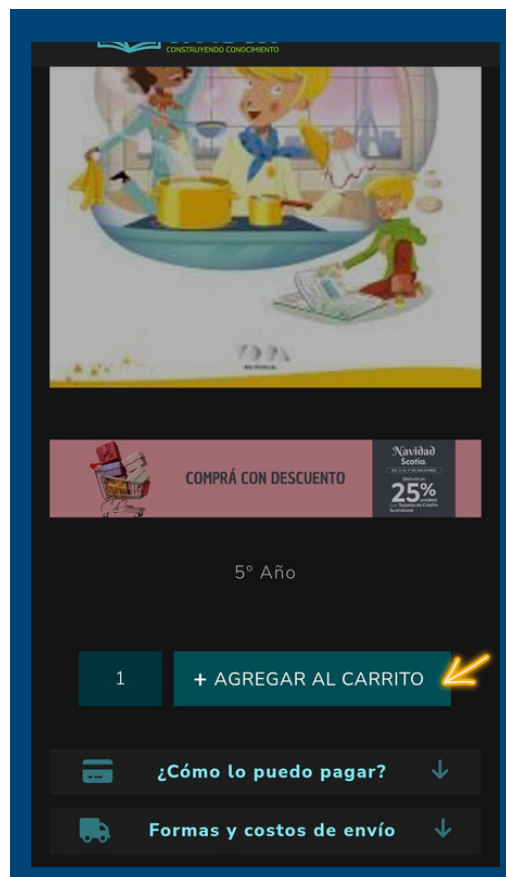 CONSTRUYENDO CONOCIMIENTO
COMPRÁ CON DESCUENTO
Navidad
Scotia.
25%
5° Año
1
+ AGREGAR AL CARRITO
¿Cómo lo puedo pagar?
Formas y costos de envío